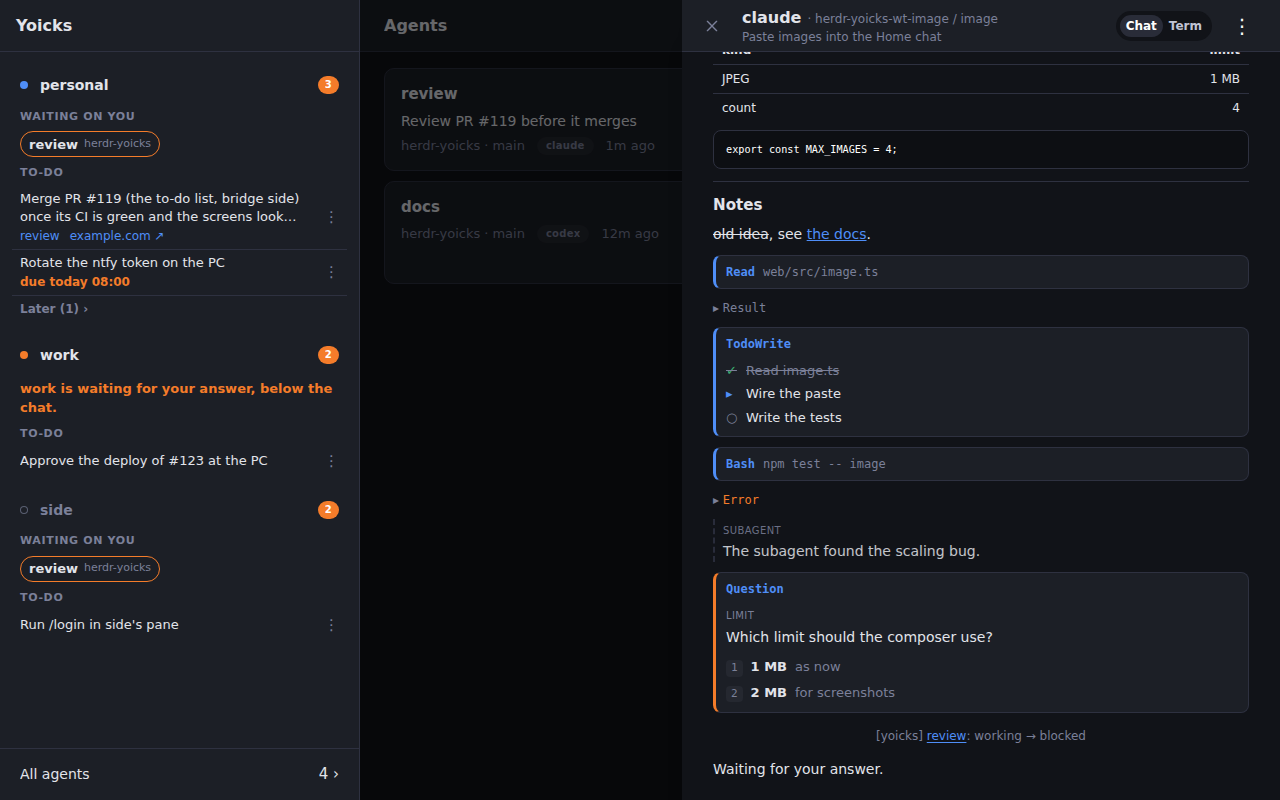 Yoicks
personal
3
WAITING ON YOU
review herdr-yoicks
TO-DO
Merge PR #119 (the to-do list, bridge side)
once its CI is green and the screens look…
review example.com ↗
Rotate the ntfy token on the PC
due today 08:00
Later (1) ›
work
2
work is waiting for your answer, below the
chat.
TO-DO
Approve the deploy of #123 at the PC
side
2
WAITING ON YOU
review herdr-yoicks
TO-DO
Run /login in side's pane
All agents
4 ›
Agents
review
Review PR #119 before it merges
herdr-yoicks · main claude 1m ago
docs
herdr-yoicks · main codex 12m ago
claude · herdr-yoicks-wt-image / image
Paste images into the Home chat
Chat Term
JPEG 1 MB
count 4
export const MAX_IMAGES = 4;
Notes
old idea, see the docs.
Read web/src/image.ts
▸ Result
TodoWrite
✓ Read image.ts
▸ Wire the paste
○ Write the tests
Bash npm test -- image
▸ Error
SUBAGENT
The subagent found the scaling bug.
Question
LIMIT
Which limit should the composer use?
1 1 MB as now
2 2 MB for screenshots
[yoicks] review: working → blocked
Waiting for your answer.